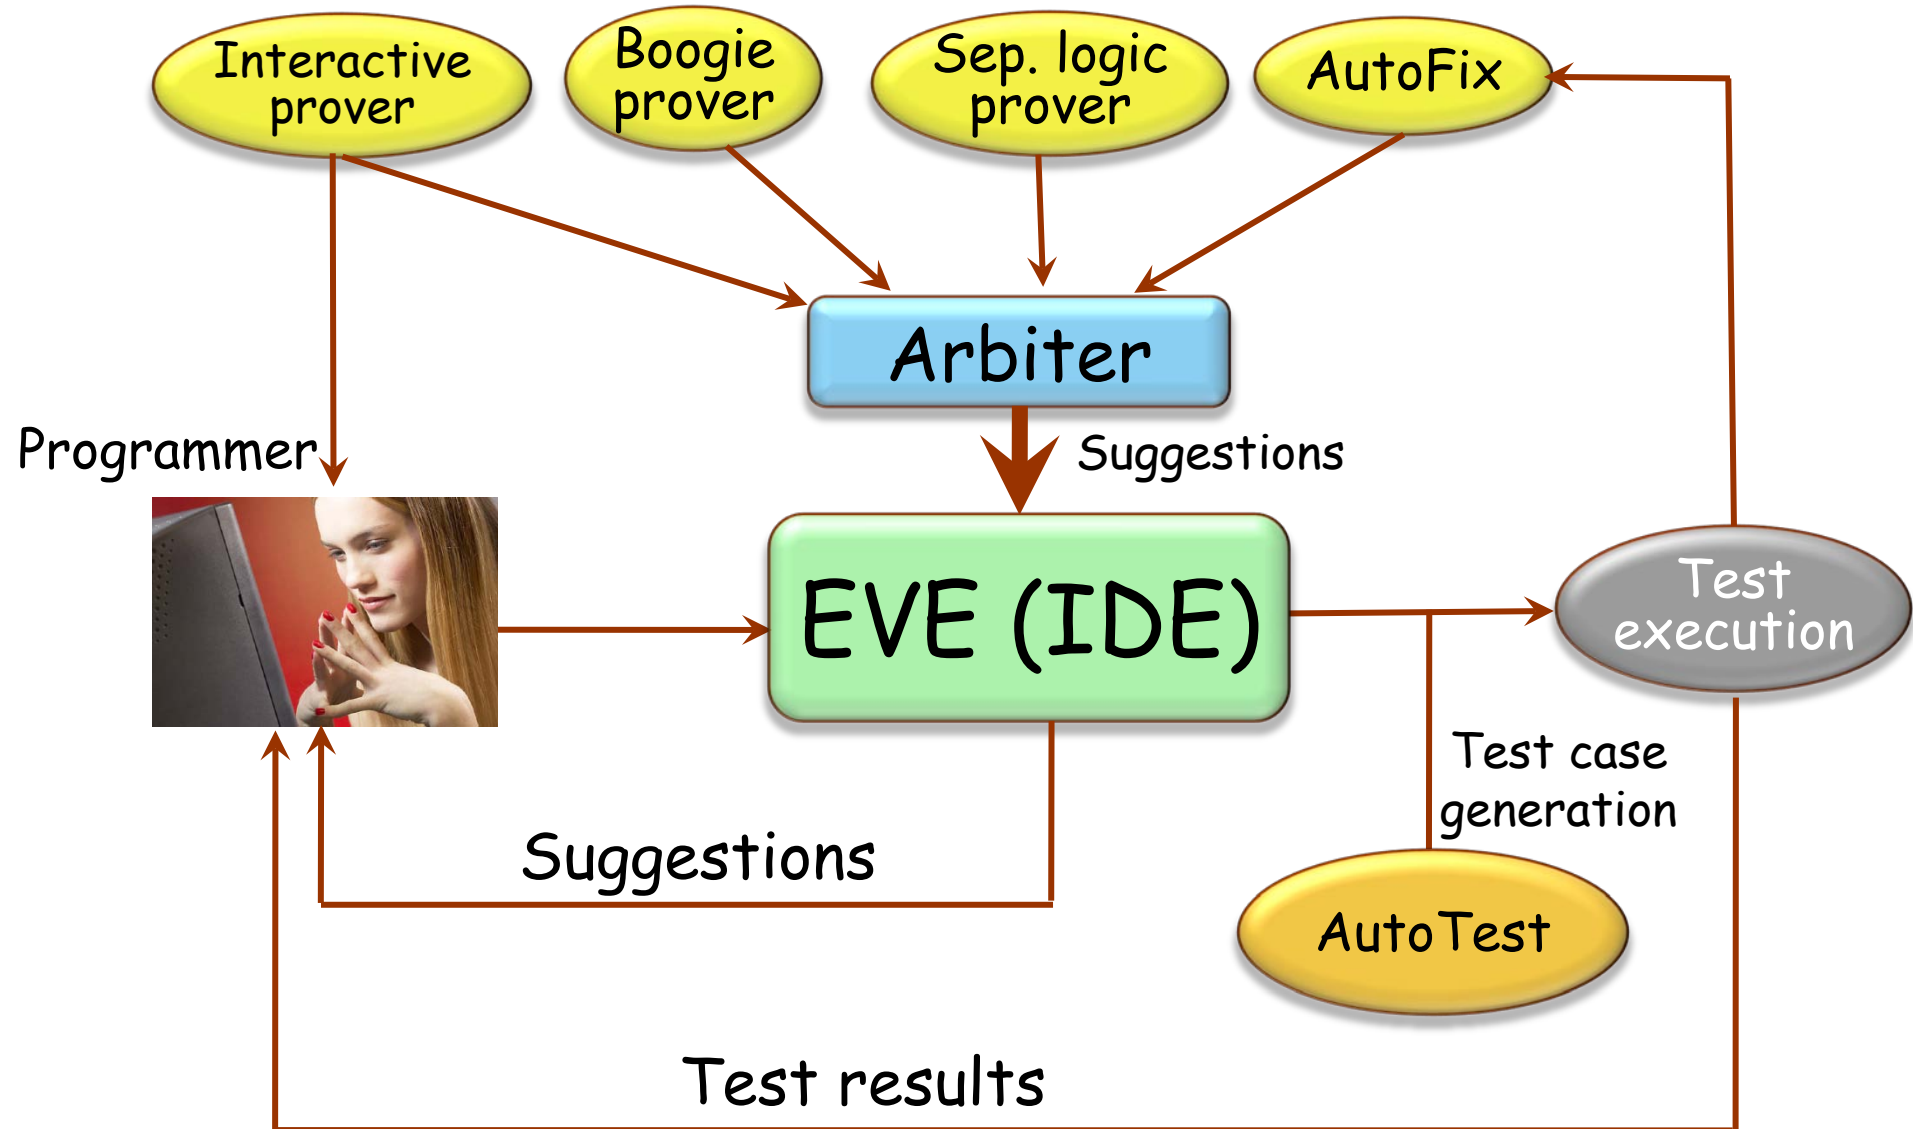 Interactive
prover
Boogie
prover
Sep. logic
prover
AutoFix
Arbiter
Programmer
Suggestions
EVE (IDE)
Test
execution
Test case
generation
Suggestions
AutoTest
Test results